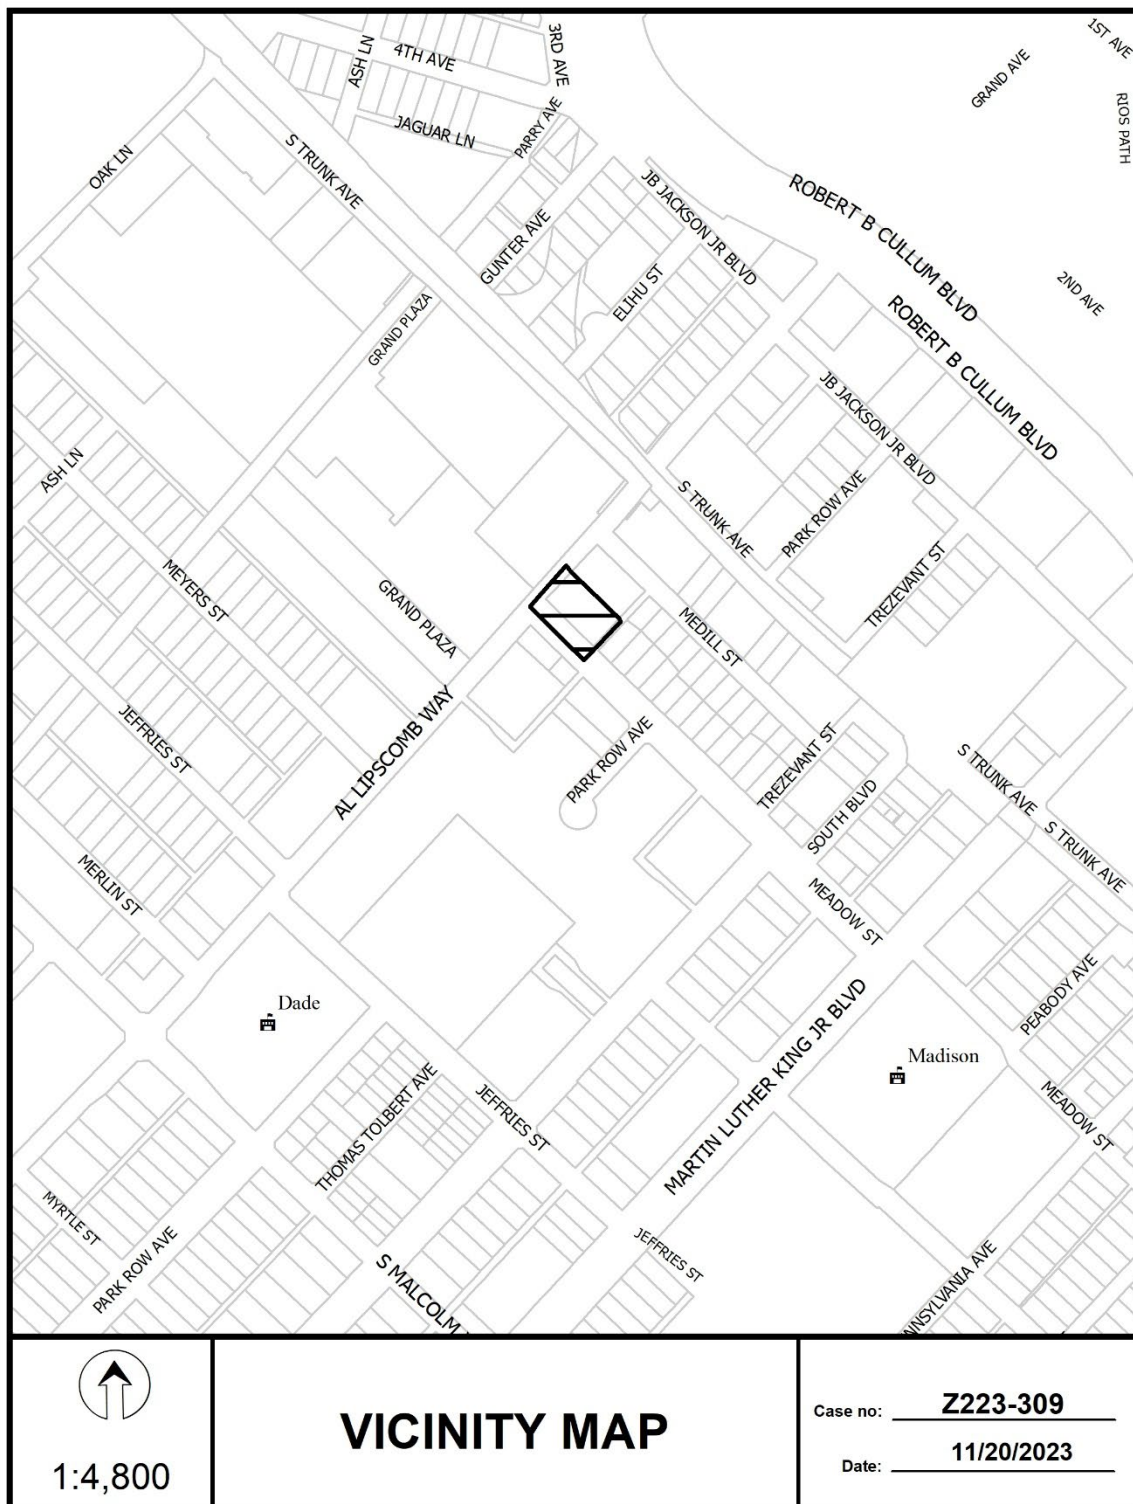 1ST AVE
3RD AVE
ASH LN
4TH AVE
GRAND AVE
RIOS PATH
JAGUAR LN
PARRY AVE
OAK LN
S TRUNK AVE
JB JACKSON JR BLVD
ROBERT B CULLUM BLVD
GUNTER AVE
ELIHU ST
2ND AVE
GRAND PLAZA
ROBERT B CULLUM BLVD
JB JACKSON JR BLVD
ASH LN
S TRUNK AVE
PARK ROW AVE
MEYERS ST
GRAND PLAZA
TREZEVANT ST
MEDILL ST
JEFFRIES ST
AL LIPSCOMB WAY
PARK ROW AVE
TREZEVANT ST
S TRUNK AVE
SOUTH BLVD
S TRUNK AVE
MERLIN ST
MEADOW ST
PEABODY AVE
Dade
MARTIN LUTHER KING JR BLVD
Madison
THOMAS TOLBERT AVE
JEFFRIES ST
MEADOW ST
MYRTLE ST
PARK ROW AVE
JEFFRIES ST
S MALCOLM
NNSYLVANIA AVE
1:4,800
VICINITY MAP
Case no: Z223-309
Date: 11/20/2023